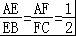 AE/EB = AF/FC = 1/2